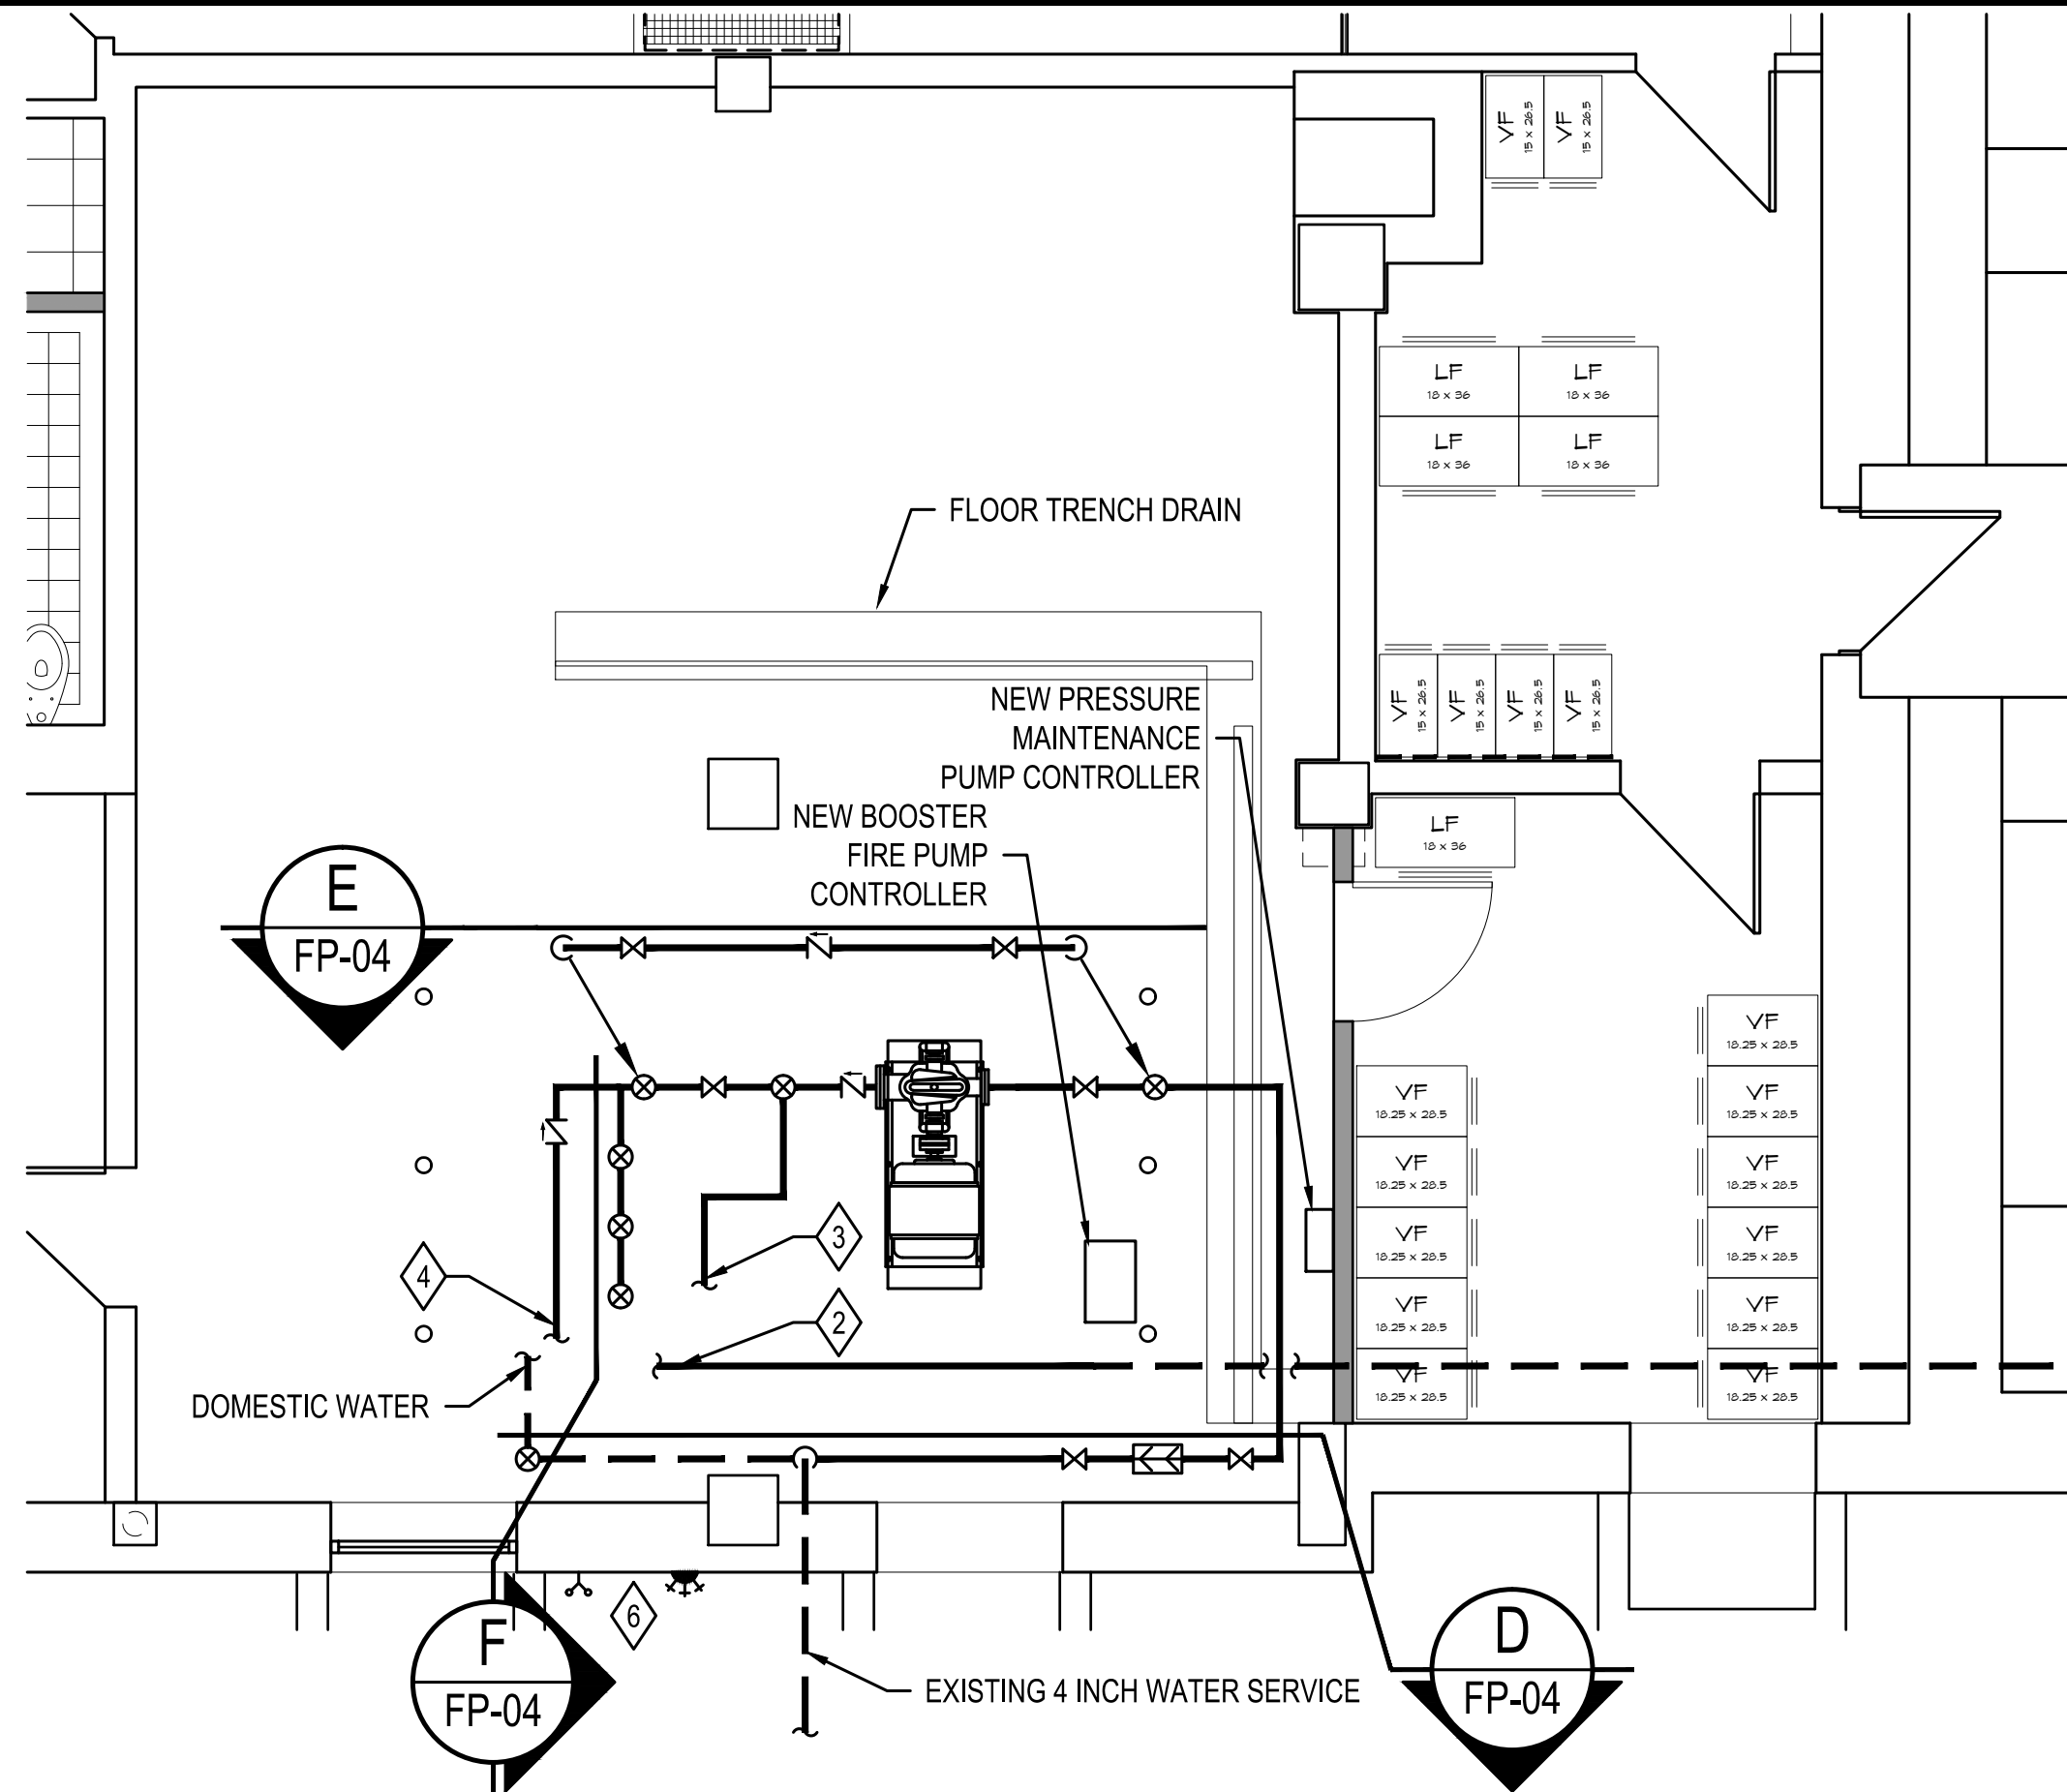 VF
15 x 26.5
VF
15 x 26.5
LF
18 x 36
LF
18 x 36
LF
18 x 36
LF
18 x 36
FLOOR TRENCH DRAIN
VF
15 x 26.5
VF
15 x 26.5
VF
15 x 26.5
VF
15 x 26.5
NEW PRESSURE
MAINTENANCE
PUMP CONTROLLER
NEW BOOSTER
FIRE PUMP
CONTROLLER
LF
18 x 36
E
FP-04
VF
18.25 x 28.5
VF
18.25 x 28.5
VF
18.25 x 28.5
VF
18.25 x 28.5
VF
18.25 x 28.5
VF
18.25 x 28.5
VF
18.25 x 28.5
VF
18.25 x 28.5
VF
18.25 x 28.5
VF
18.25 x 28.5
VF
18.25 x 28.5
3
4
2
DOMESTIC WATER
6
F
FP-04
EXISTING 4 INCH WATER SERVICE
D
FP-04